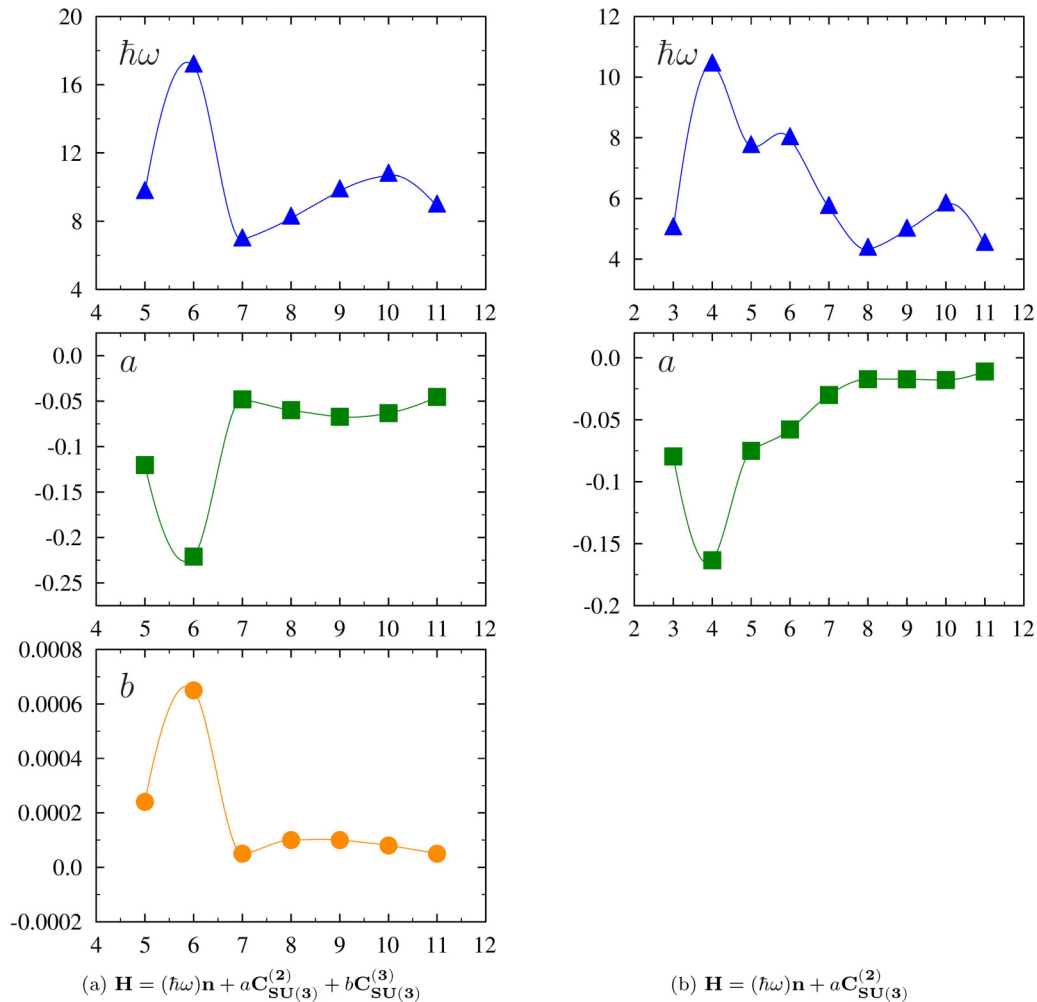 20
16
12
8
4
ħω
4 5 6 7 8 9 10 11 12
12
10
8
6
4
ħω
2 3 4 5 6 7 8 9 10 11 12
0.0
-0.05
-0.1
-0.15
-0.2
-0.25
a
4 5 6 7 8 9 10 11 12
0.0
-0.05
-0.1
-0.15
-0.2
a
2 3 4 5 6 7 8 9 10 11 12
0.0008
0.0006
0.0004
0.0002
0.0
-0.0002
b
4 5 6 7 8 9 10 11 12
(a) H = (ħω)n + aC^{(2)}_{SU(3)} + bC^{(3)}_{SU(3)}
(b) H = (ħω)n + aC^{(2)}_{SU(3)}